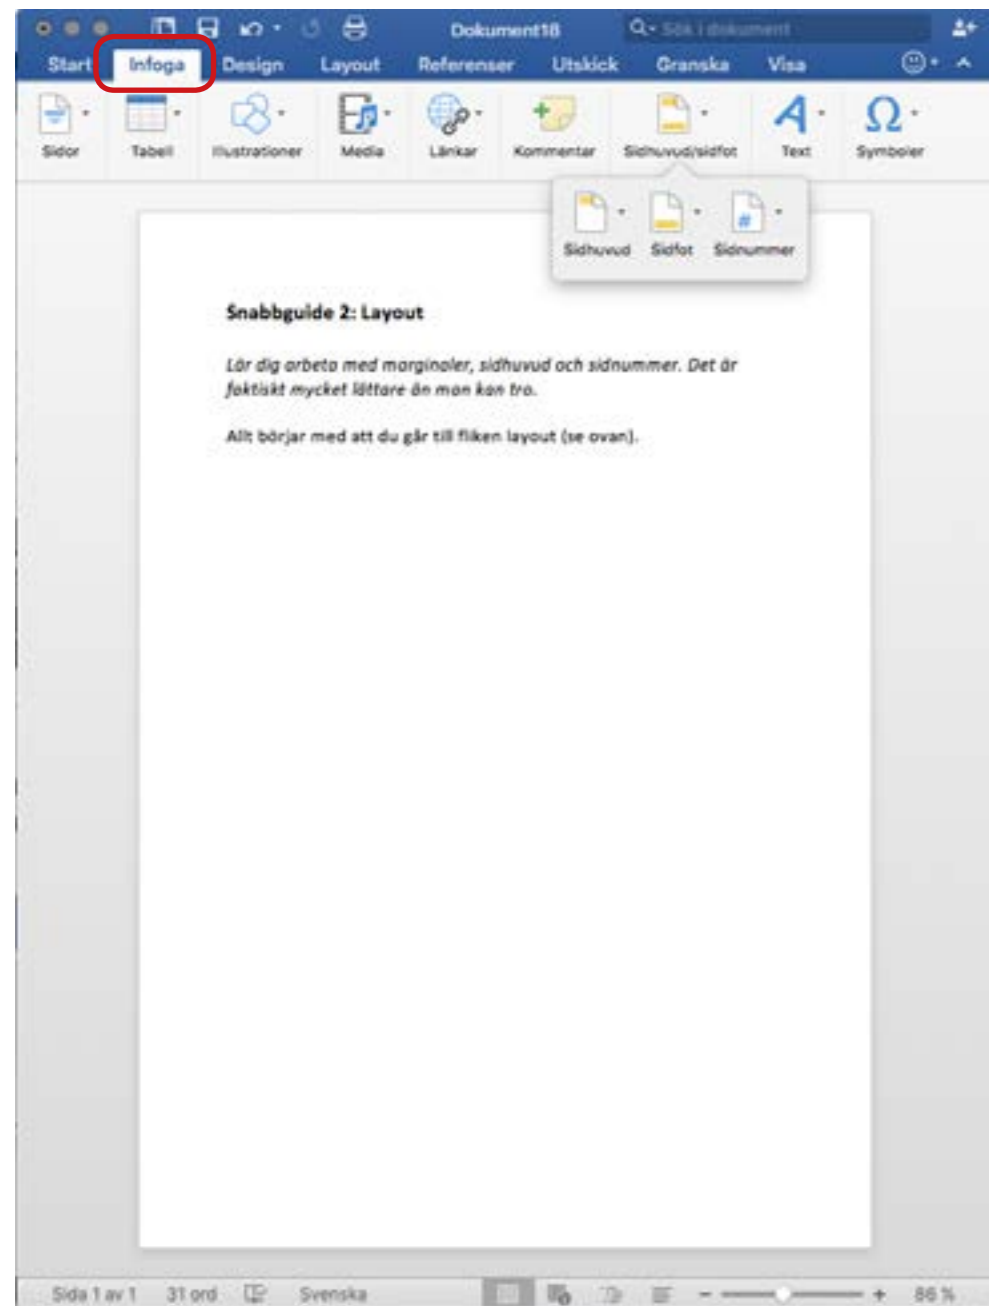 Dokument18
Sök i dokument
Start Infoga Design Layout Referenser Utskick Granska Visa
Sidor Tabell Illustrationer Media Länkar Kommentar Sidhuvud/sidfot Text Symboler
Sidhuvud Sidfot Sidnummer
Snabbguide 2: Layout
Lär dig arbeta med marginaler, sidhuvud och sidnummer. Det är
faktiskt mycket lättare än man kan tro.
Allt börjar med att du går till fliken layout (se ovan).
Sida 1 av 1 31 ord Svenska 86 %